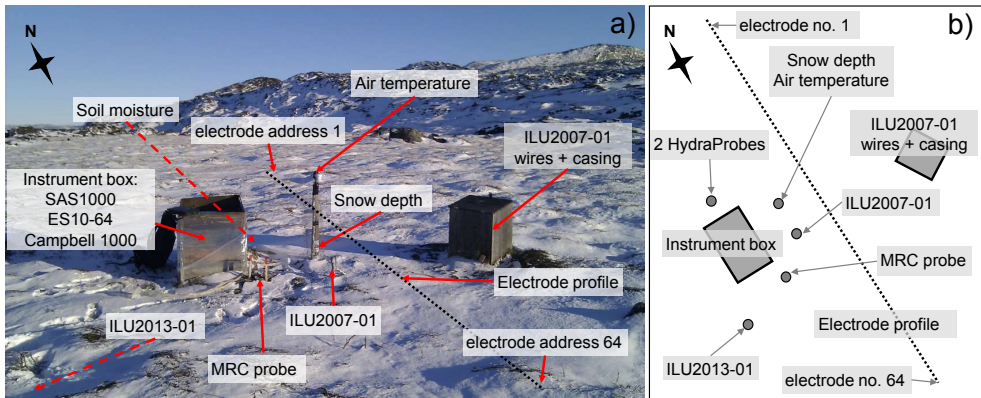 a)
N
Air temperature
Soil moisture
electrode address 1
ILU2007-01
wires + casing
Instrument box:
SAS1000
ES10-64
Campbell 1000
Snow depth
Electrode profile
ILU2013-01
ILU2007-01
MRC probe
electrode address 64
b)
N
electrode no. 1
Snow depth
Air temperature
ILU2007-01
wires + casing
2 HydraProbes
ILU2007-01
Instrument box
MRC probe
Electrode profile
ILU2013-01
electrode no. 64